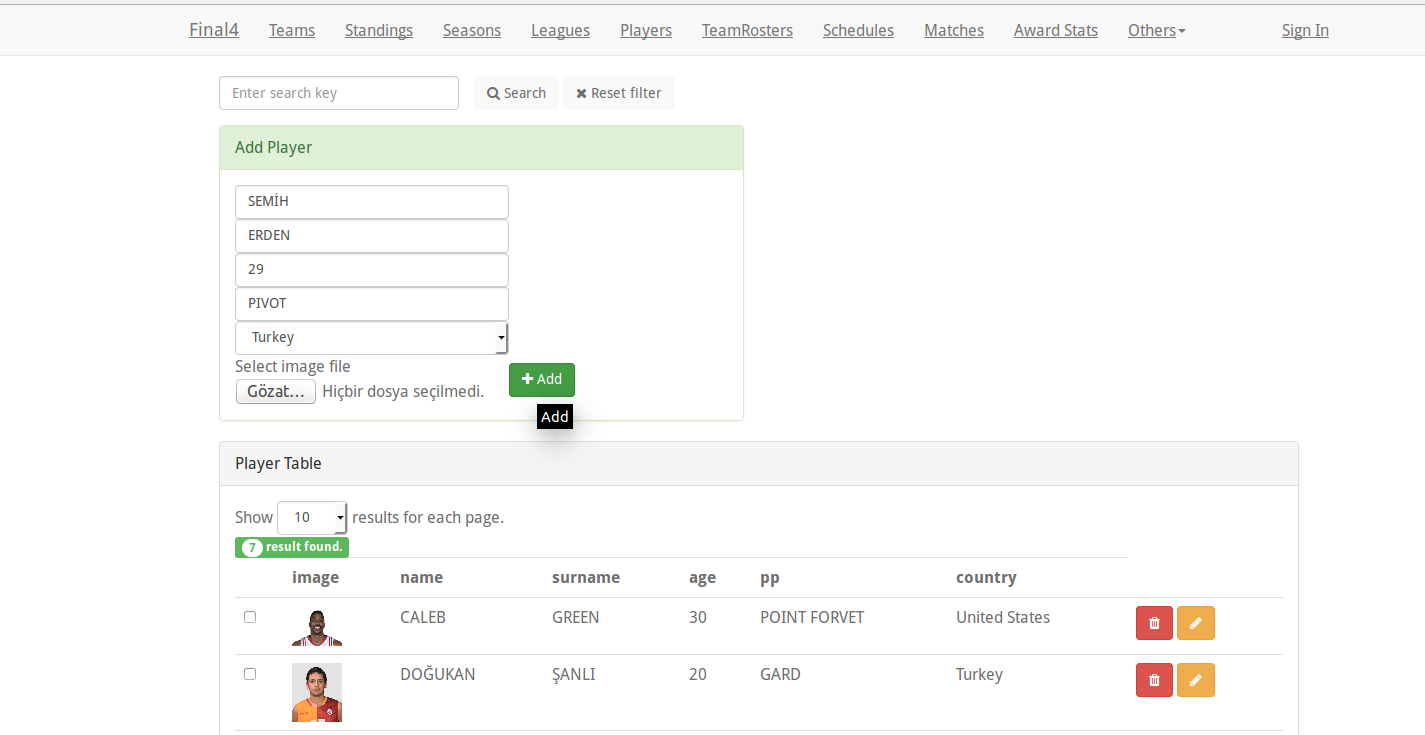 Final4 Teams Standings Seasons Leagues Players TeamRosters Schedules Matches Award Stats Others Sign In
Enter search key Search Reset filter
Add Player
SEMİH
ERDEN
29
PIVOT
Turkey
Select image file
Gözat... Hiçbir dosya seçilmedi.
Add
Add
Player Table
Show 10 results for each page.
7 result found.
image name surname age pp country
CALEB GREEN 30 POINT FORVET United States
DOĞUKAN ŞANLI 20 GARD Turkey